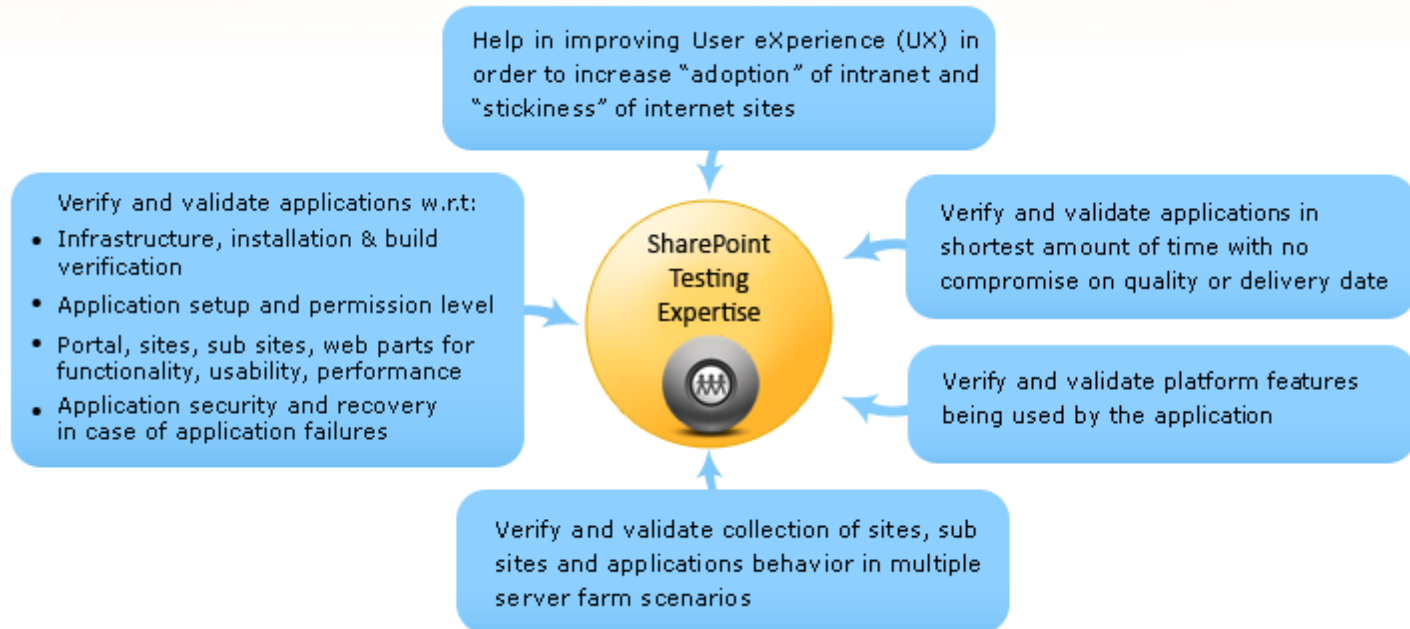 Help in improving User eXperience (UX) in
order to increase “adoption” of intranet and
“stickiness” of internet sites
Verify and validate applications w.r.t:
• Infrastructure, installation & build
verification
• Application setup and permission level
• Portal, sites, sub sites, web parts for
functionality, usability, performance
• Application security and recovery
in case of application failures
SharePoint
Testing
Expertise
Verify and validate applications in
shortest amount of time with no
compromise on quality or delivery date
Verify and validate platform features
being used by the application
Verify and validate collection of sites, sub
sites and applications behavior in multiple
server farm scenarios